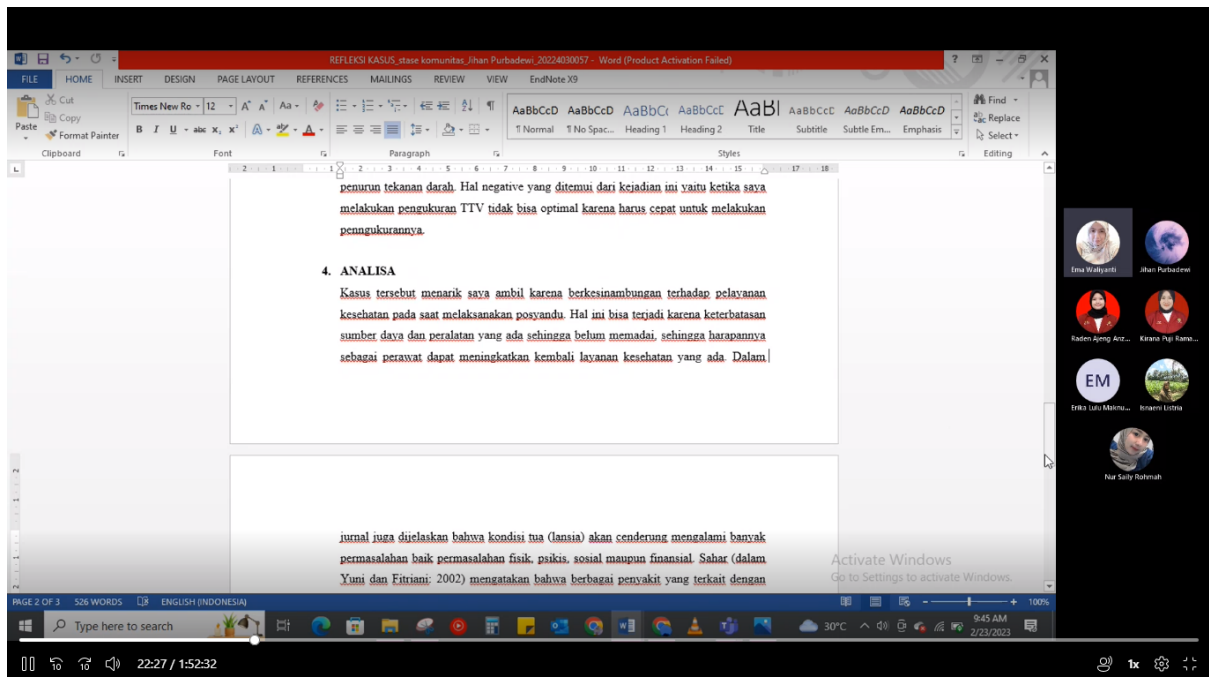 REFLEKSI KASUS_stase komunitas_Jihan Purbadewi_20224030057 - Word (Product Activation Failed)
FILE HOME INSERT DESIGN PAGE LAYOUT REFERENCES MAILINGS REVIEW VIEW EndNote X9
Paste
Cut
Copy
Format Painter
Clipboard
Times New Ro 12
Font
Paragraph
AaBbCcD AaBbCcD AaBbCc AaBbCcC AaBl AaBbCcC AaBbCcD AaBbCcD
¶ Normal ¶ No Spac... Heading 1 Heading 2 Title Subtitle Subtle Em... Emphasis
Styles
Find
Replace
Select
Editing
penurun tekanan darah. Hal negative yang ditemui dari kejadian ini yaitu ketika saya
melakukan pengukuran TTV tidak bisa optimal karena harus cepat untuk melakukan
penngukurannya.
4. ANALISA
Kasus tersebut menarik saya ambil karena berkesinambungan terhadap pelayanan
kesehatan pada saat melaksanakan posyandu. Hal ini bisa terjadi karena keterbatasan
sumber daya dan peralatan yang ada sehingga belum memadai, sehingga harapannya
sebagai perawat dapat meningkatkan kembali layanan kesehatan yang ada. Dalam
jurnal juga dijelaskan bahwa kondisi tua (lansia) akan cenderung mengalami banyak
permasalahan baik permasalahan fisik, psikis, sosial maupun finansial. Sahar (dalam
Yuni dan Fitriani: 2002) mengatakan bahwa berbagai penyakit yang terkait dengan
Activate Windows
Go to Settings to activate Windows.
PAGE 2 OF 3 526 WORDS ENGLISH (INDONESIA) 100%
Type here to search
30°C
9:45 AM
2/23/2023
Ema Waliyanti
Jihan Purbadewi
Raden Ajeng Anz...
Kirana Puji Rama...
EM
Erika Lulu Maknu...
Isnaeni Listria
Nur Saily Rohmah
22:27 / 1:52:32
1x